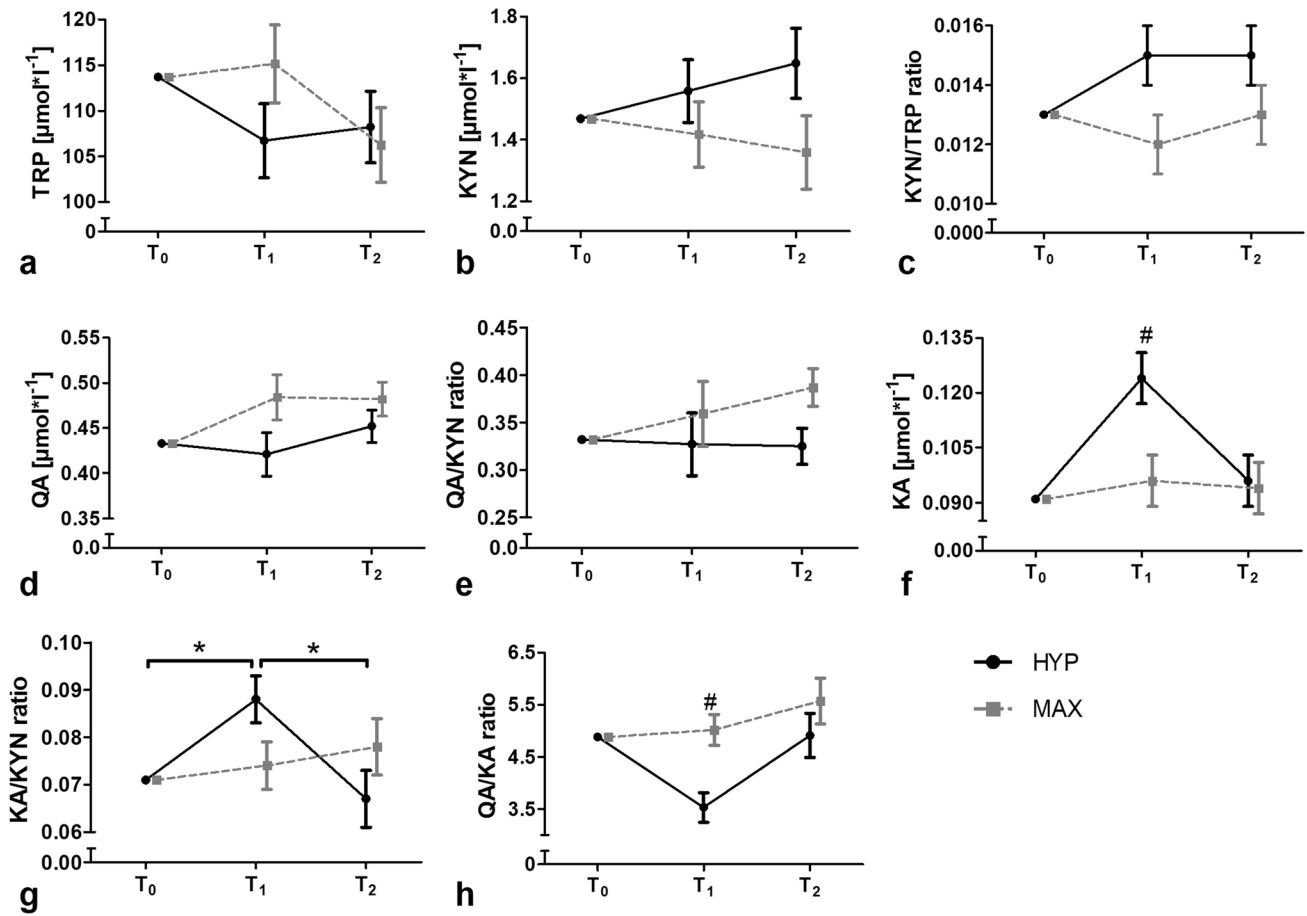 TRP [µmol*l⁻¹]
120
115
110
105
100
0
T₀ T₁ T₂
a
KYN [µmol*l⁻¹]
1.8
1.6
1.4
1.2
0.0
T₀ T₁ T₂
b
KYN/TRP ratio
0.016
0.014
0.012
0.010
0.000
T₀ T₁ T₂
c
QA [µmol*l⁻¹]
0.55
0.50
0.45
0.40
0.35
0.0
T₀ T₁ T₂
d
QA/KYN ratio
0.45
0.40
0.35
0.30
0.25
0.0
T₀ T₁ T₂
e
KA [µmol*l⁻¹]
0.135
0.120
0.105
0.090
0.00
#
T₀ T₁ T₂
f
KA/KYN ratio
0.10
0.09
0.08
0.07
0.06
0.00
* *
T₀ T₁ T₂
g
QA/KA ratio
6.5
5.5
4.5
3.5
0
#
T₀ T₁ T₂
h
HYP
MAX